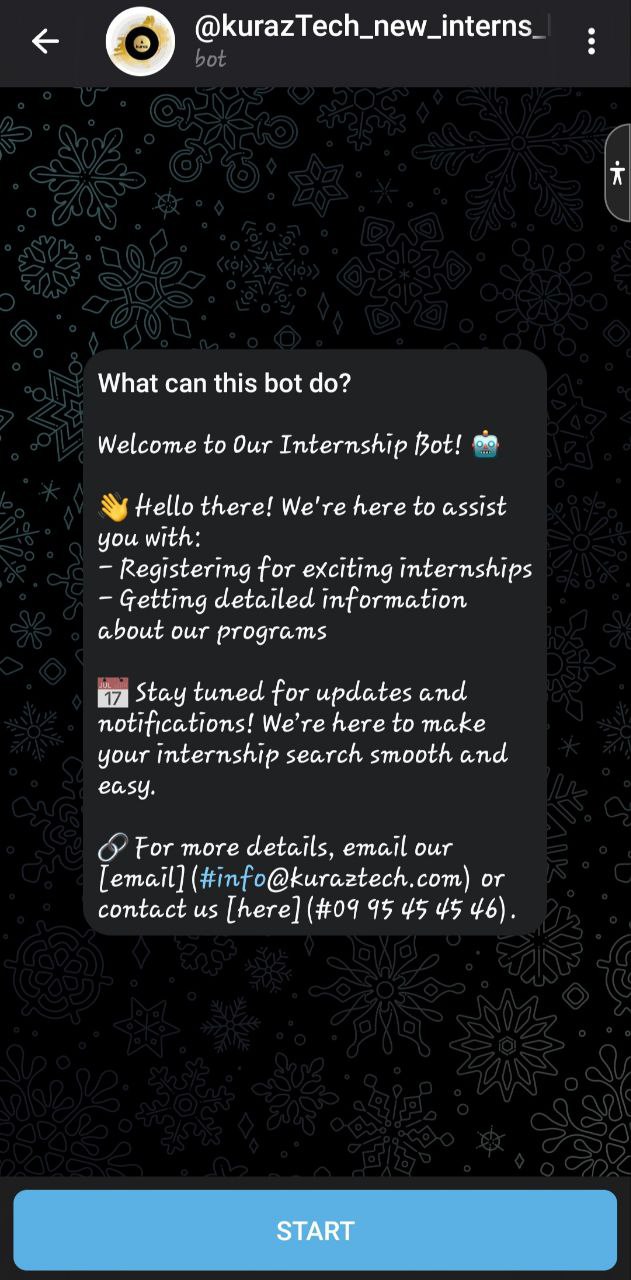 @kurazTech_new_interns_
bot
What can this bot do?
Welcome to Our Internship Bot! 🤖
👋 Hello there! We're here to assist
you with:
- Registering for exciting internships
- Getting detailed information
about our programs
📅 Stay tuned for updates and
notifications! We're here to make
your internship search smooth and
easy.
🔗 For more details, email our
[email](#info@kuraztech.com) or
contact us [here](#09 95 45 45 46).
START